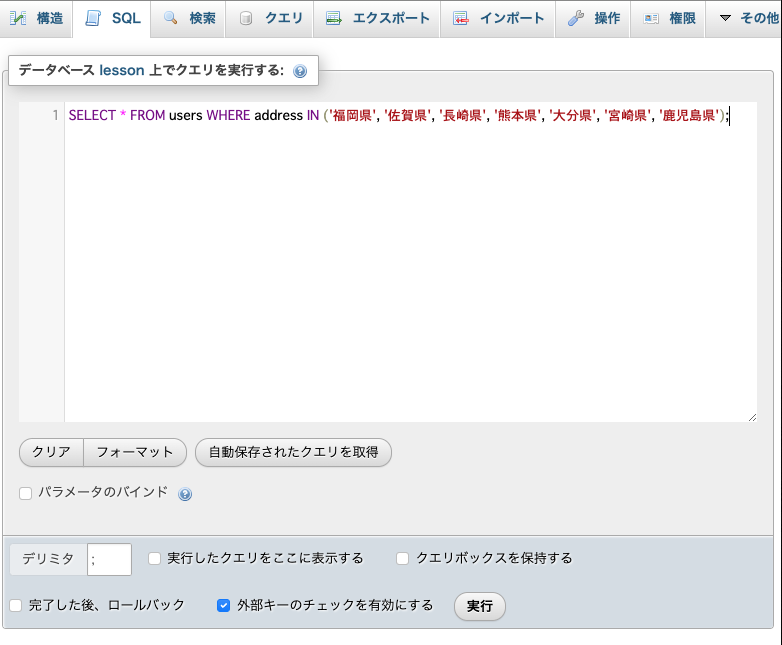 構造 SQL 検索 クエリ エクスポート インポート 操作 権限 その他
データベース lesson 上でクエリを実行する:
1 SELECT * FROM users WHERE address IN ('福岡県', '佐賀県', '長崎県', '熊本県', '大分県', '宮崎県', '鹿児島県');
クリア フォーマット 自動保存されたクエリを取得
パラメータのバインド
デリミタ ; 実行したクエリをここに表示する クエリボックスを保持する
完了した後、ロールバック 外部キーのチェックを有効にする 実行